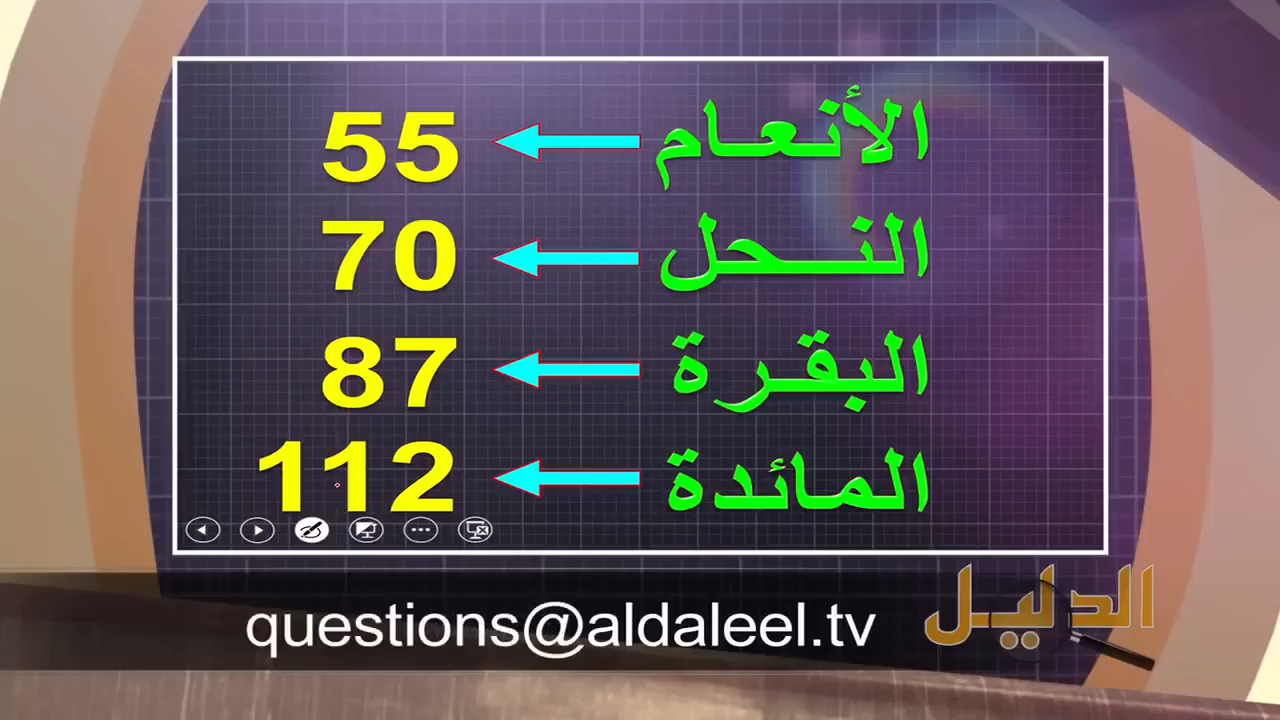 الأنعام 55
النحل 70
البقرة 87
المائدة 112
questions@aldaleel.tv
الدليل